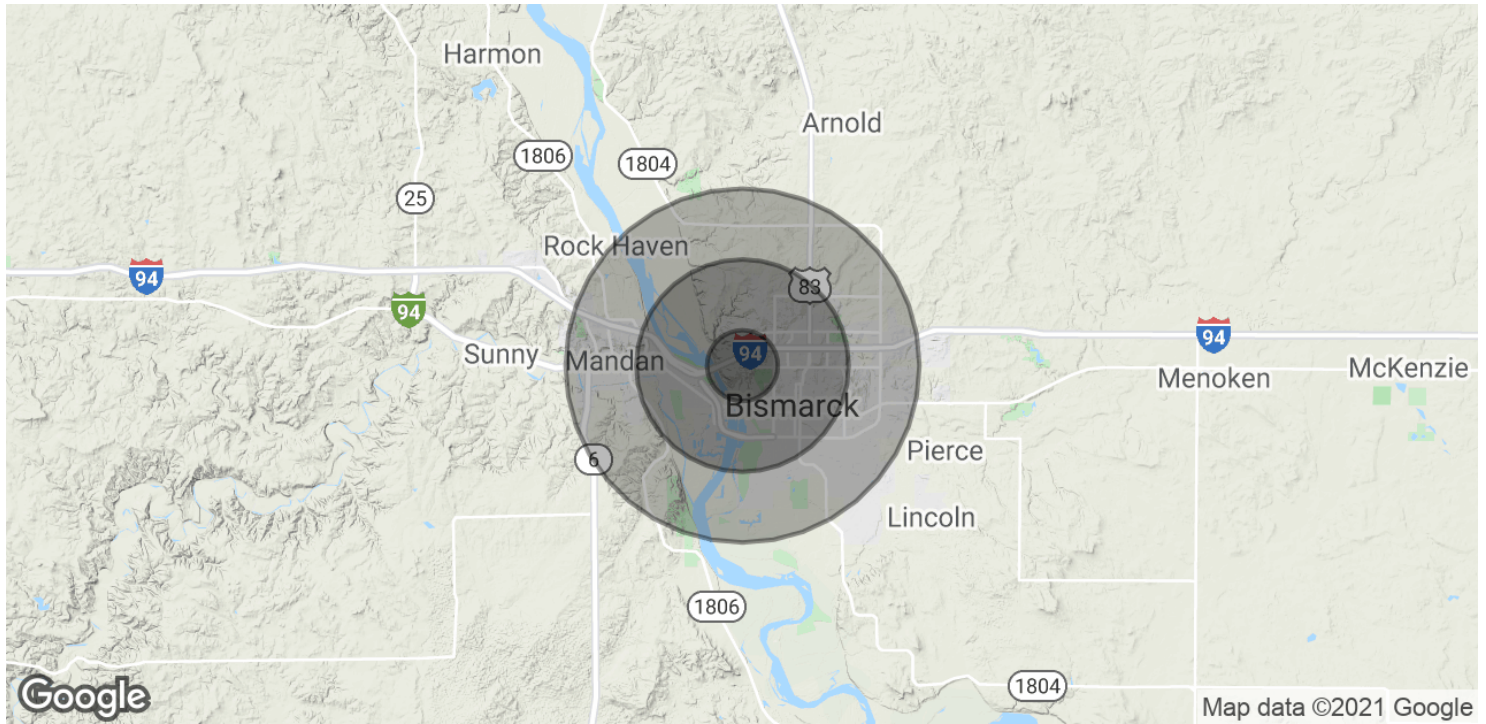 Harmon
Arnold
1806
1804
25
Rock Haven
94
83
94
94
94
Sunny
Mandan
Menoken
McKenzie
Bismarck
6
Pierce
Lincoln
1806
1804
Google
Map data ©2021 Google